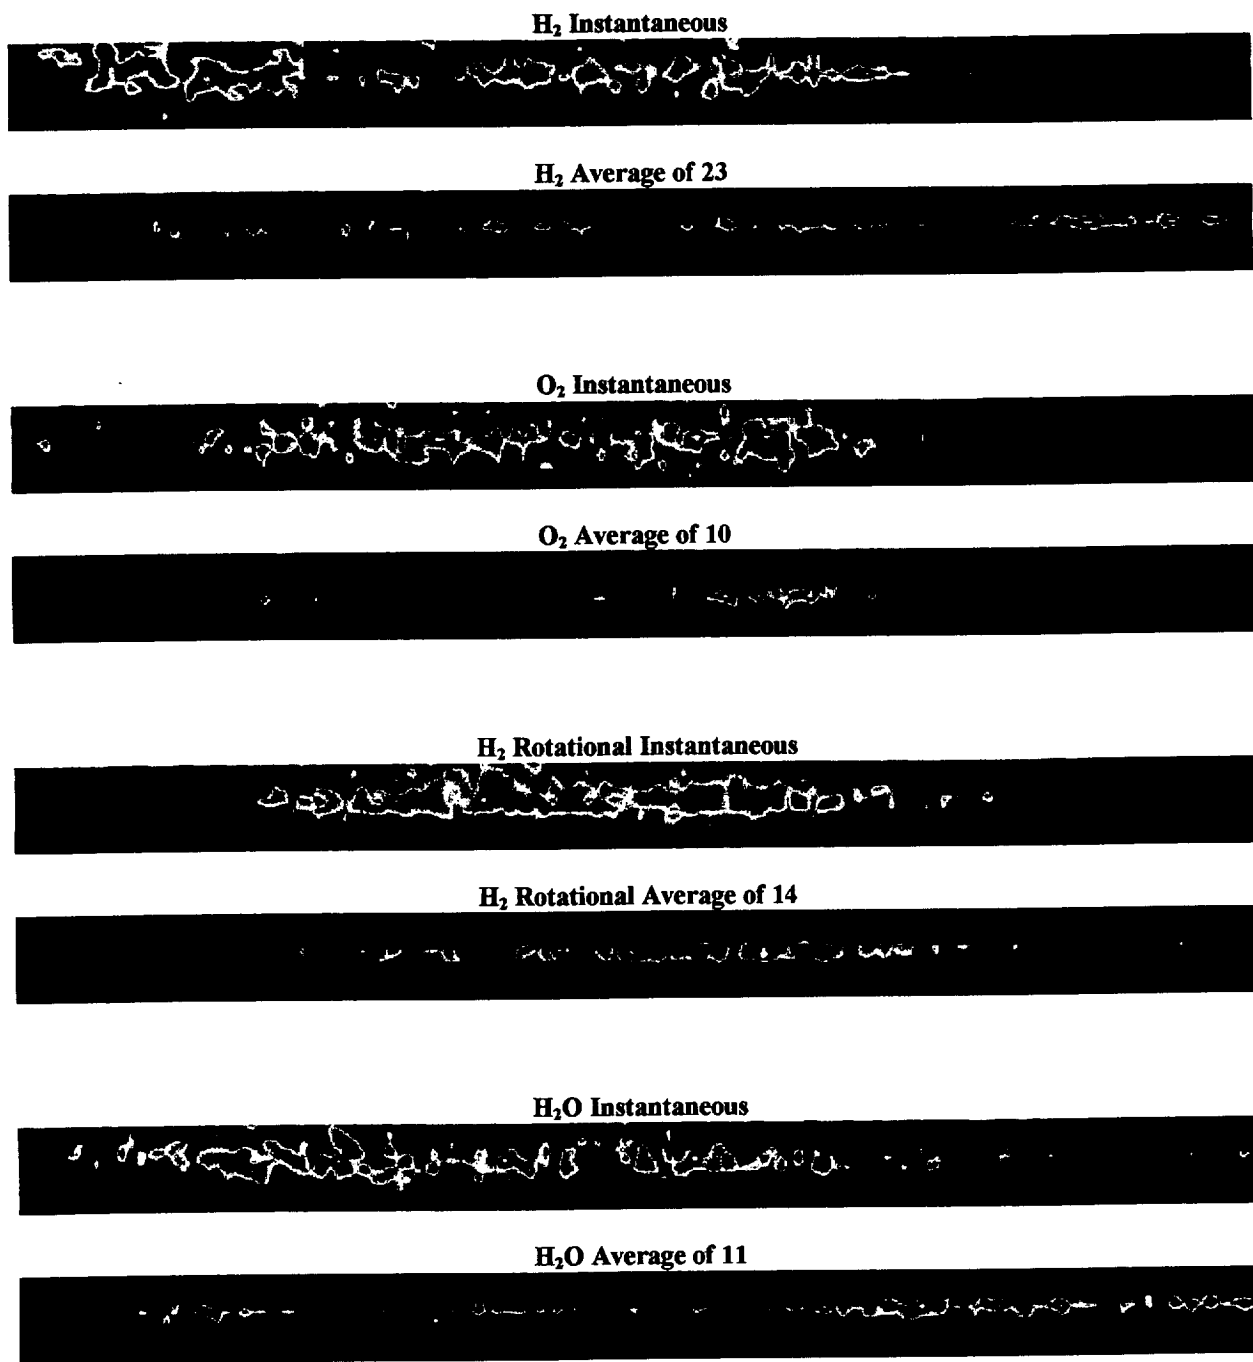 H₂ Instantaneous
H₂ Average of 23
O₂ Instantaneous
O₂ Average of 10
H₂ Rotational Instantaneous
H₂ Rotational Average of 14
H₂O Instantaneous
H₂O Average of 11